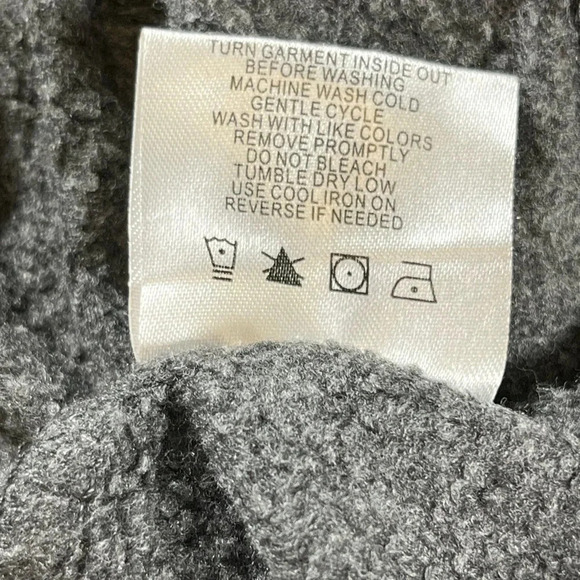 TURN GARMENT INSIDE OUT
BEFORE WASHING
MACHINE WASH COLD
GENTLE CYCLE
WASH WITH LIKE COLORS
REMOVE PROMPTLY
DO NOT BLEACH
TUMBLE DRY LOW
USE COOL IRON ON
REVERSE IF NEEDED